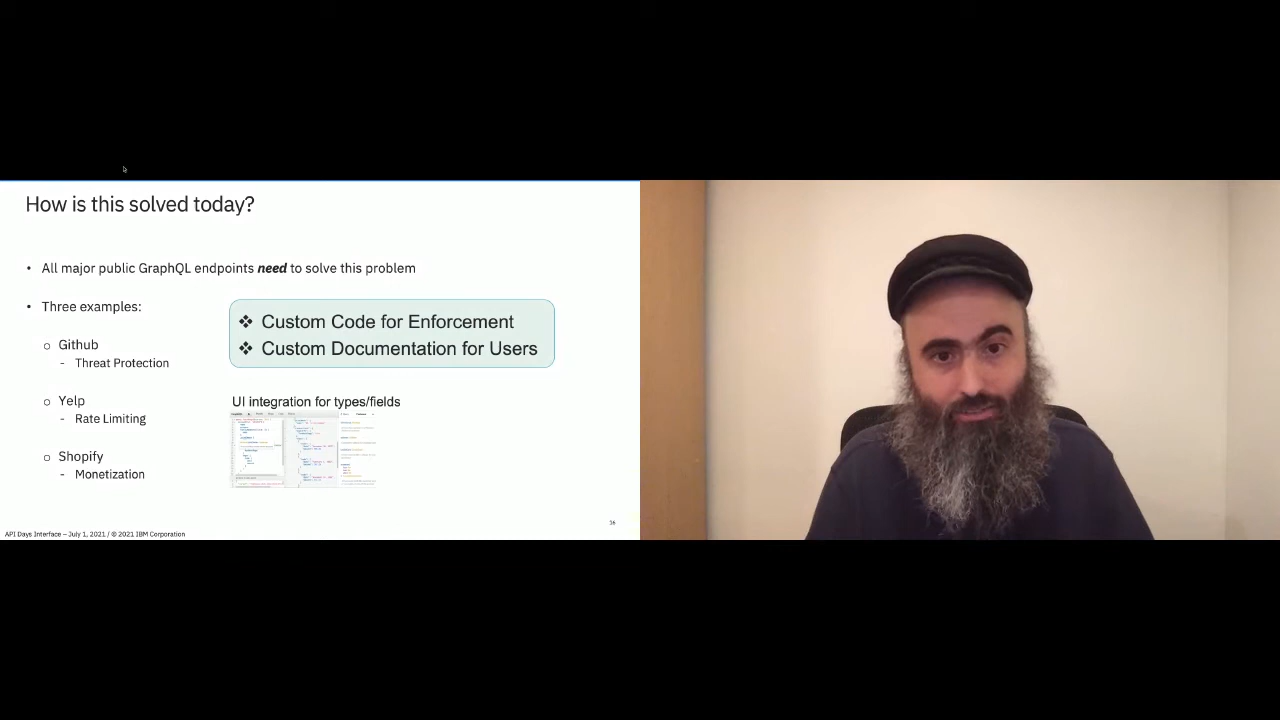 How is this solved today?
• All major public GraphQL endpoints need to solve this problem
• Three examples:
❖ Custom Code for Enforcement
❖ Custom Documentation for Users
o Github
- Threat Protection
o Yelp
- Rate Limiting
UI integration for types/fields
o Shopify
- Monetization
16
API Days Interface – July 1, 2021 / © 2021 IBM Corporation